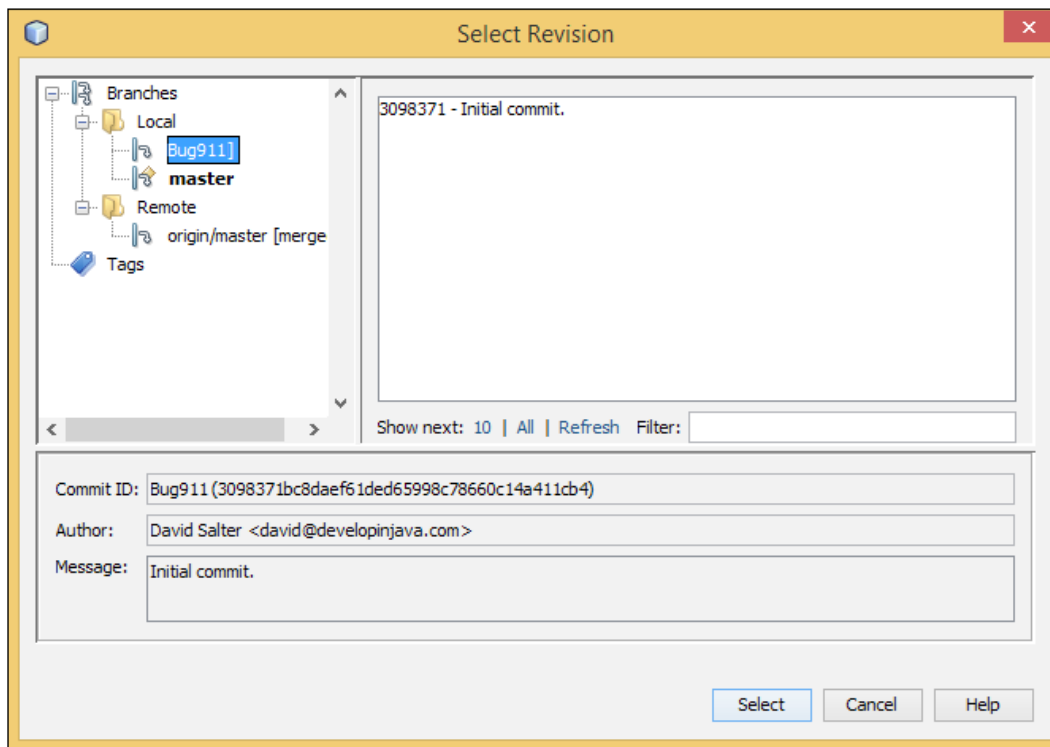 Select Revision
Branches
Local
Bug911]
master
Remote
origin/master [merge
Tags
3098371 - Initial commit.
Show next: 10 | All | Refresh Filter:
Commit ID: Bug911 (3098371bc8daef61ded65998c78660c14a411cb4)
Author: David Salter <david@developinjava.com>
Message: Initial commit.
Select Cancel Help